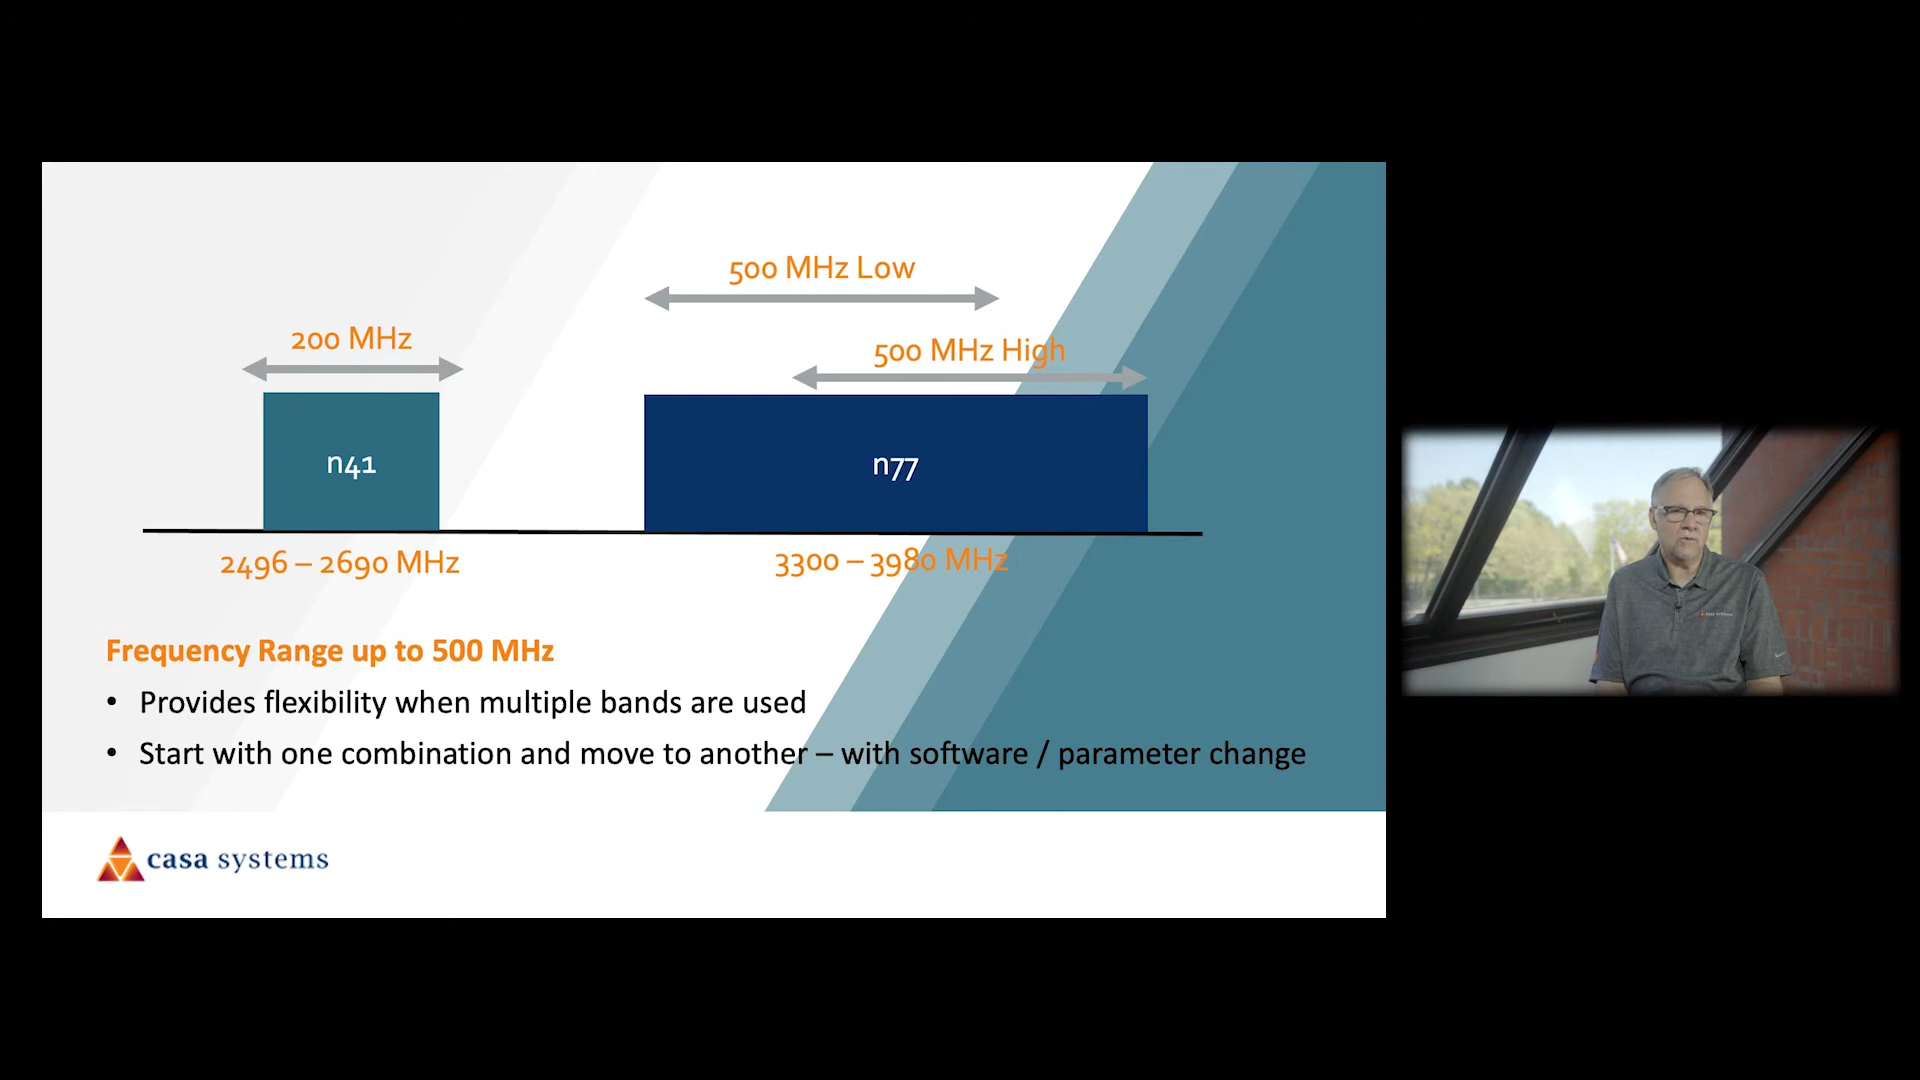 500 MHz Low
200 MHz
500 MHz High
n41
n77
2496 – 2690 MHz
3300 – 3980 MHz
Frequency Range up to 500 MHz
• Provides flexibility when multiple bands are used
• Start with one combination and move to another – with software / parameter change
casa systems